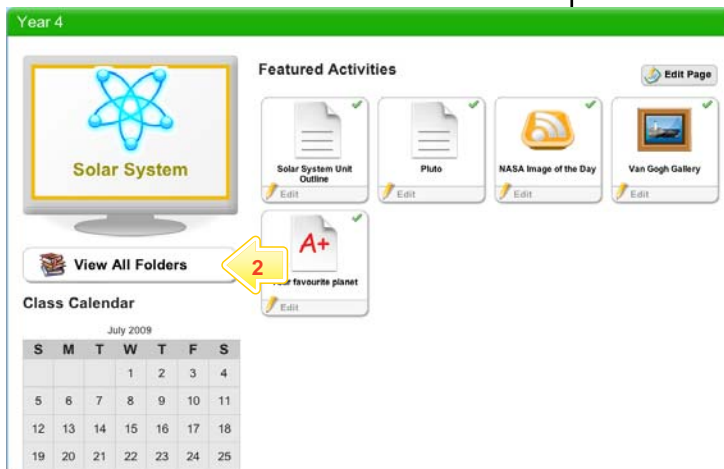 Year 4
Solar System
Featured Activities
Edit Page
Solar System Unit
Outline
Edit
Pluto
Edit
NASA Image of the Day
Edit
Van Gogh Gallery
Edit
A+
Your favourite planet
Edit
View All Folders
2
Class Calendar
July 2009
S M T W T F S
1 2 3 4
5 6 7 8 9 10 11
12 13 14 15 16 17 18
19 20 21 22 23 24 25